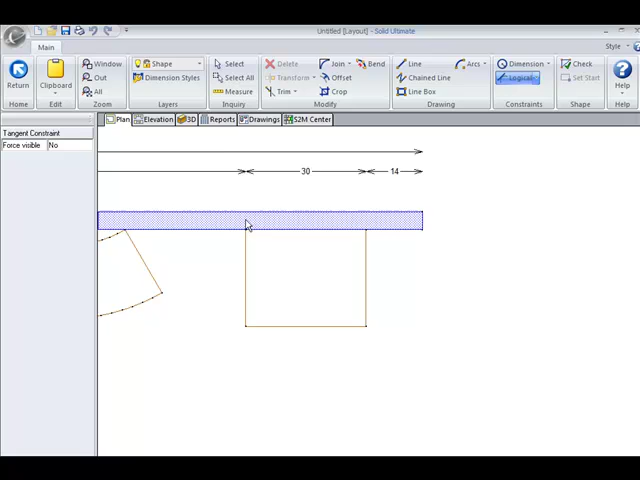 Untitled [Layout] - Solid Ultimate
Main
Style
Return
Clipboard
Window
Out
All
Shape
Dimension Styles
Select
Select All
Measure
Delete
Transform
Trim
Join
Bend
Offset
Crop
Line
Arcs
Chained Line
Line Box
Dimension
Logical
Check
Set Start
Help
Home
Edit
Zoom
Layers
Inquiry
Modify
Drawing
Constraints
Shape
Help
Tangent Constraint
Force visible No
Plan
Elevation
3D
Reports
Drawings
S2M Center
30
14